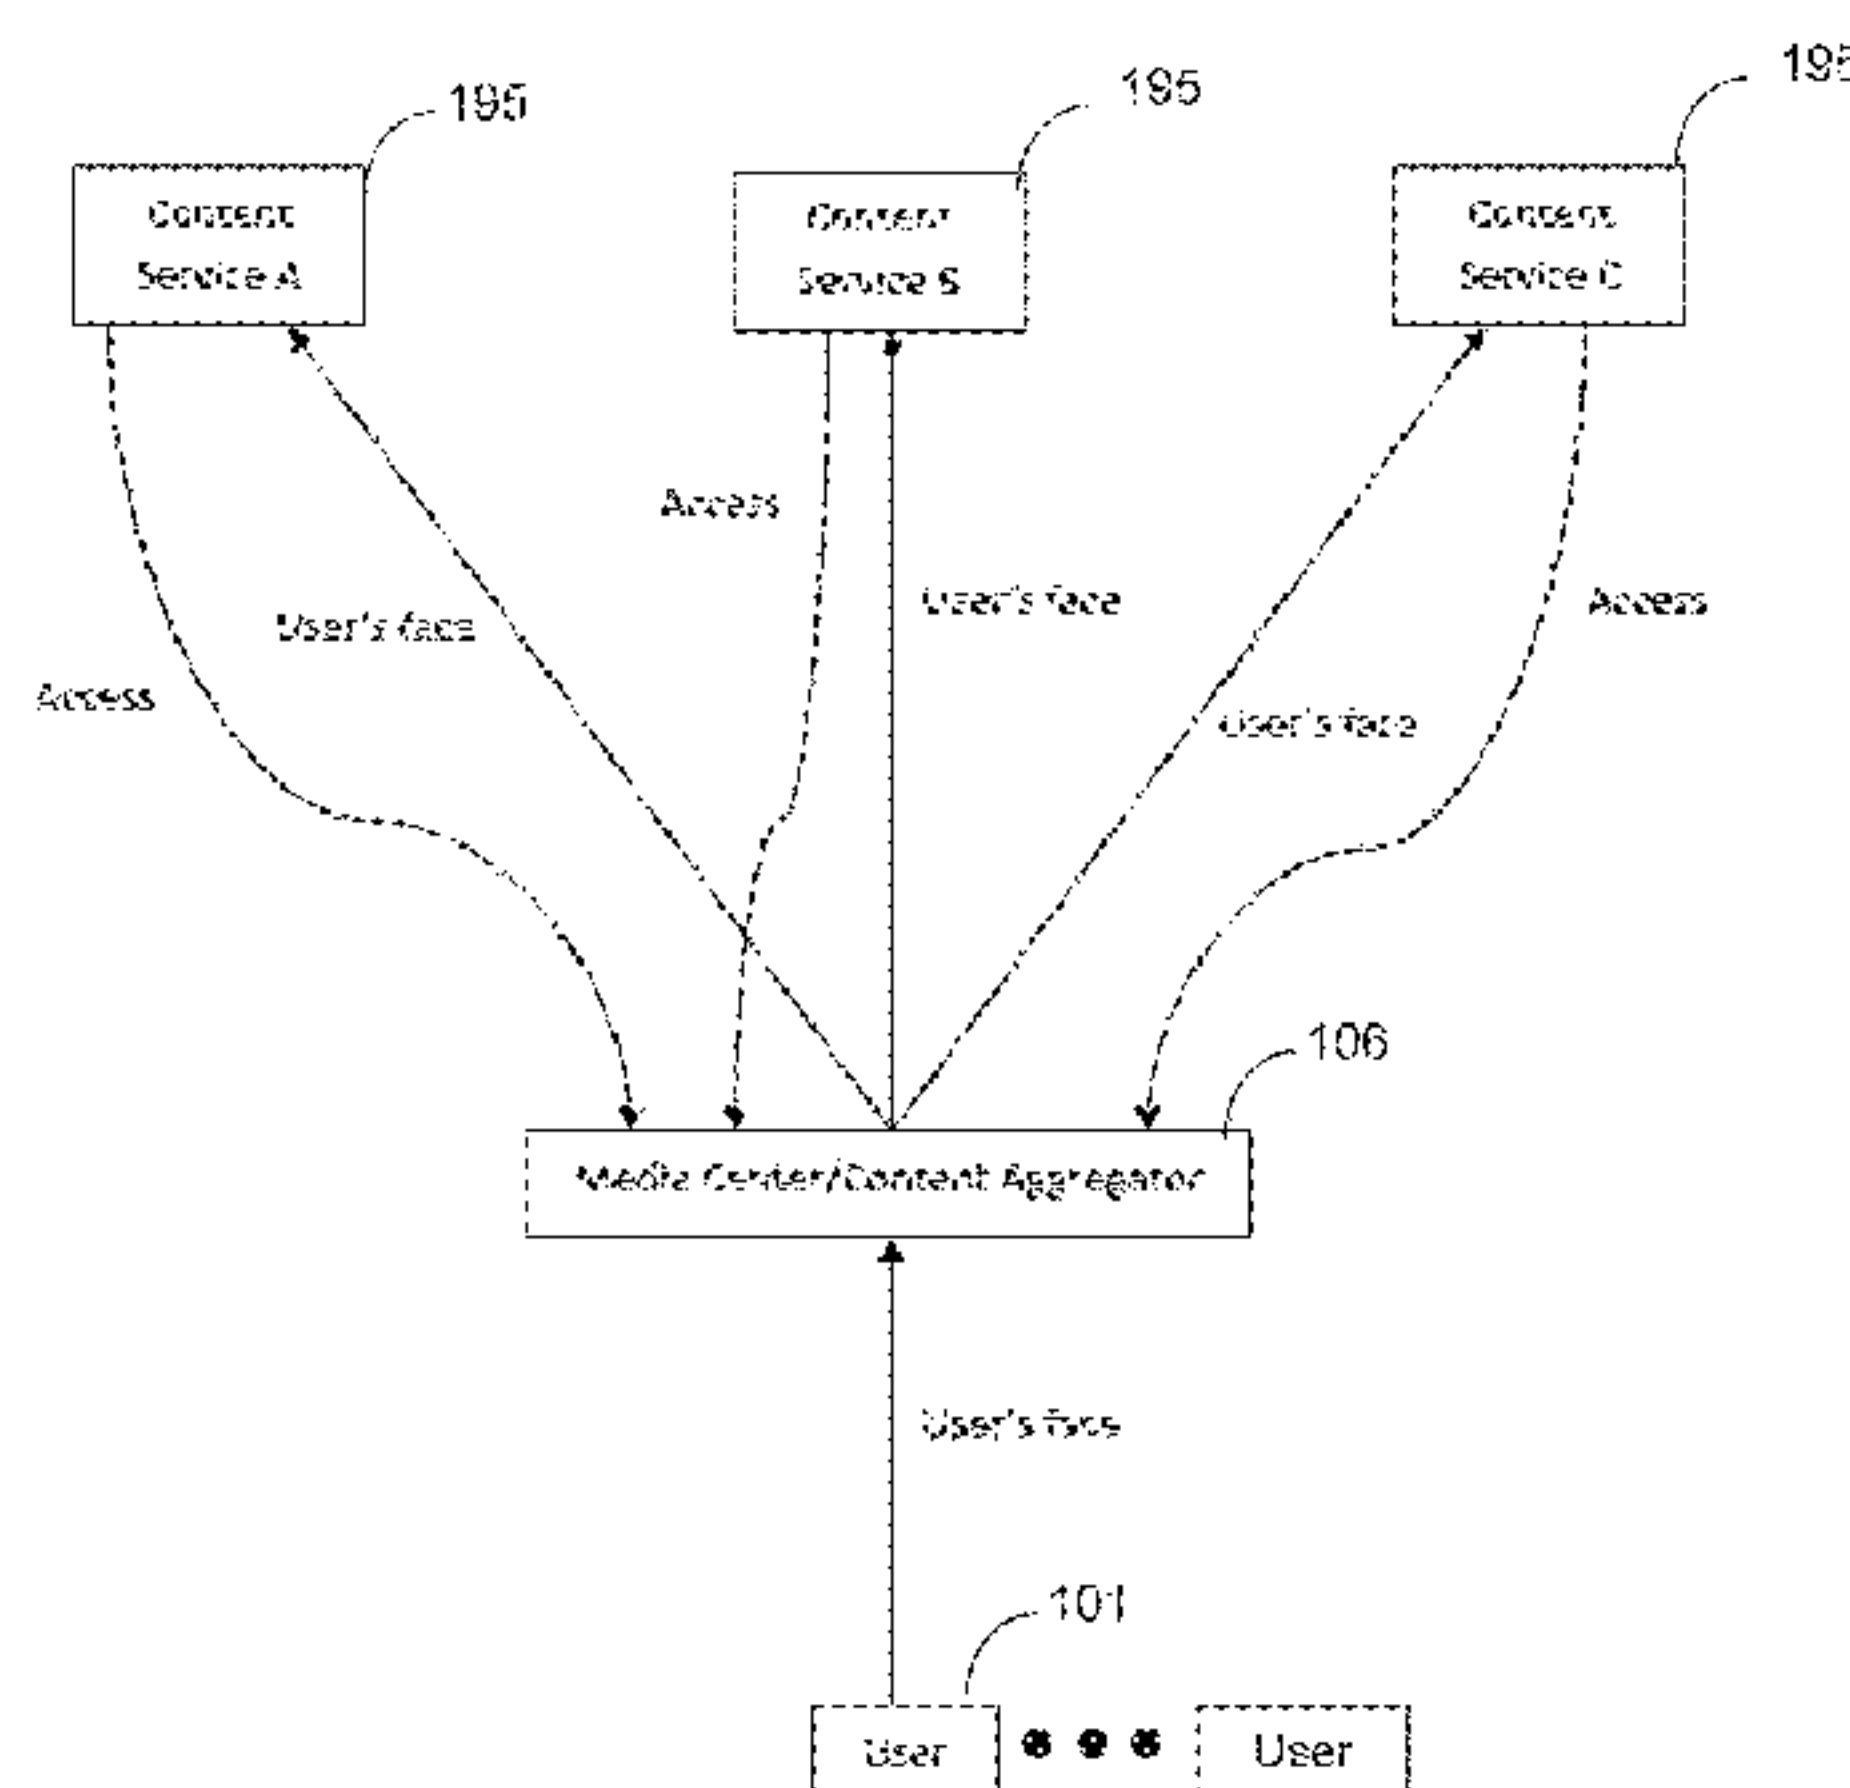 195
195
195
Content
Service A
Content
Service B
Content
Service C
Access
User's face
Access
User's face
User's face
Access
106
Media Center/Content Aggregator
User's face
101
User
User